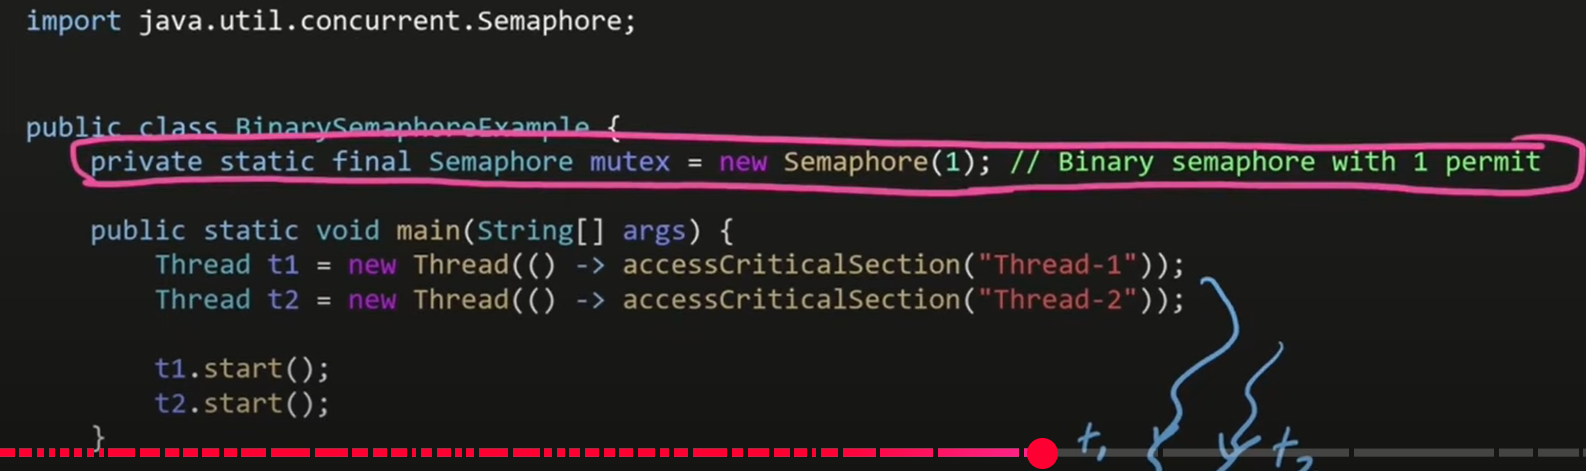 import java.util.concurrent.Semaphore;
public class BinarySemaphoreExample {
private static final Semaphore mutex = new Semaphore(1); // Binary semaphore with 1 permit
public static void main(String[] args) {
Thread t1 = new Thread(() -> accessCriticalSection("Thread-1"));
Thread t2 = new Thread(() -> accessCriticalSection("Thread-2"));
t1.start();
t2.start();
}
t1 t2